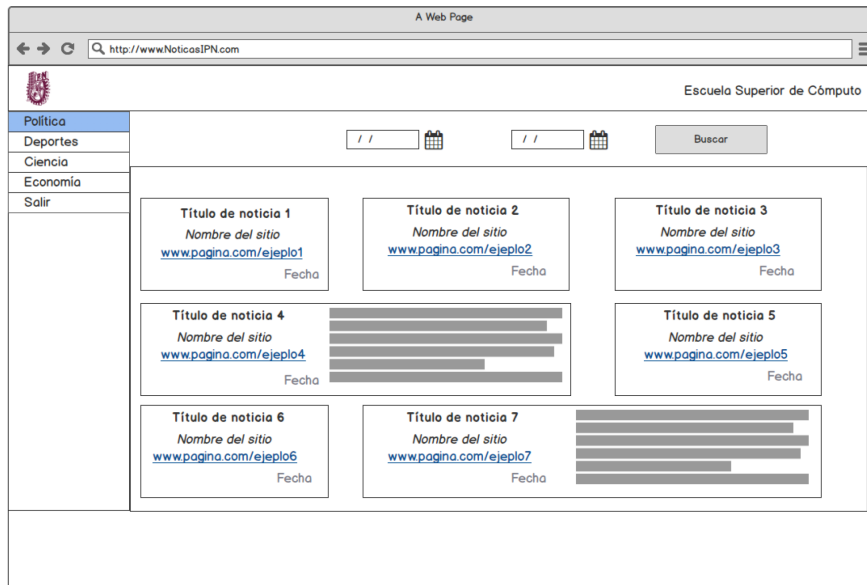 A Web Page
http://www.NoticasIPN.com
IPN
Escuela Superior de Cómputo
Política
Deportes
Ciencia
Economía
Salir
/ /
/ /
Buscar
Título de noticia 1
Nombre del sitio
www.pagina.com/ejeplo1
Fecha
Título de noticia 2
Nombre del sitio
www.pagina.com/ejeplo2
Fecha
Título de noticia 3
Nombre del sitio
www.pagina.com/ejeplo3
Fecha
Título de noticia 4
Nombre del sitio
www.pagina.com/ejeplo4
Fecha
Título de noticia 5
Nombre del sitio
www.pagina.com/ejeplo5
Fecha
Título de noticia 6
Nombre del sitio
www.pagina.com/ejeplo6
Fecha
Título de noticia 7
Nombre del sitio
www.pagina.com/ejeplo7
Fecha